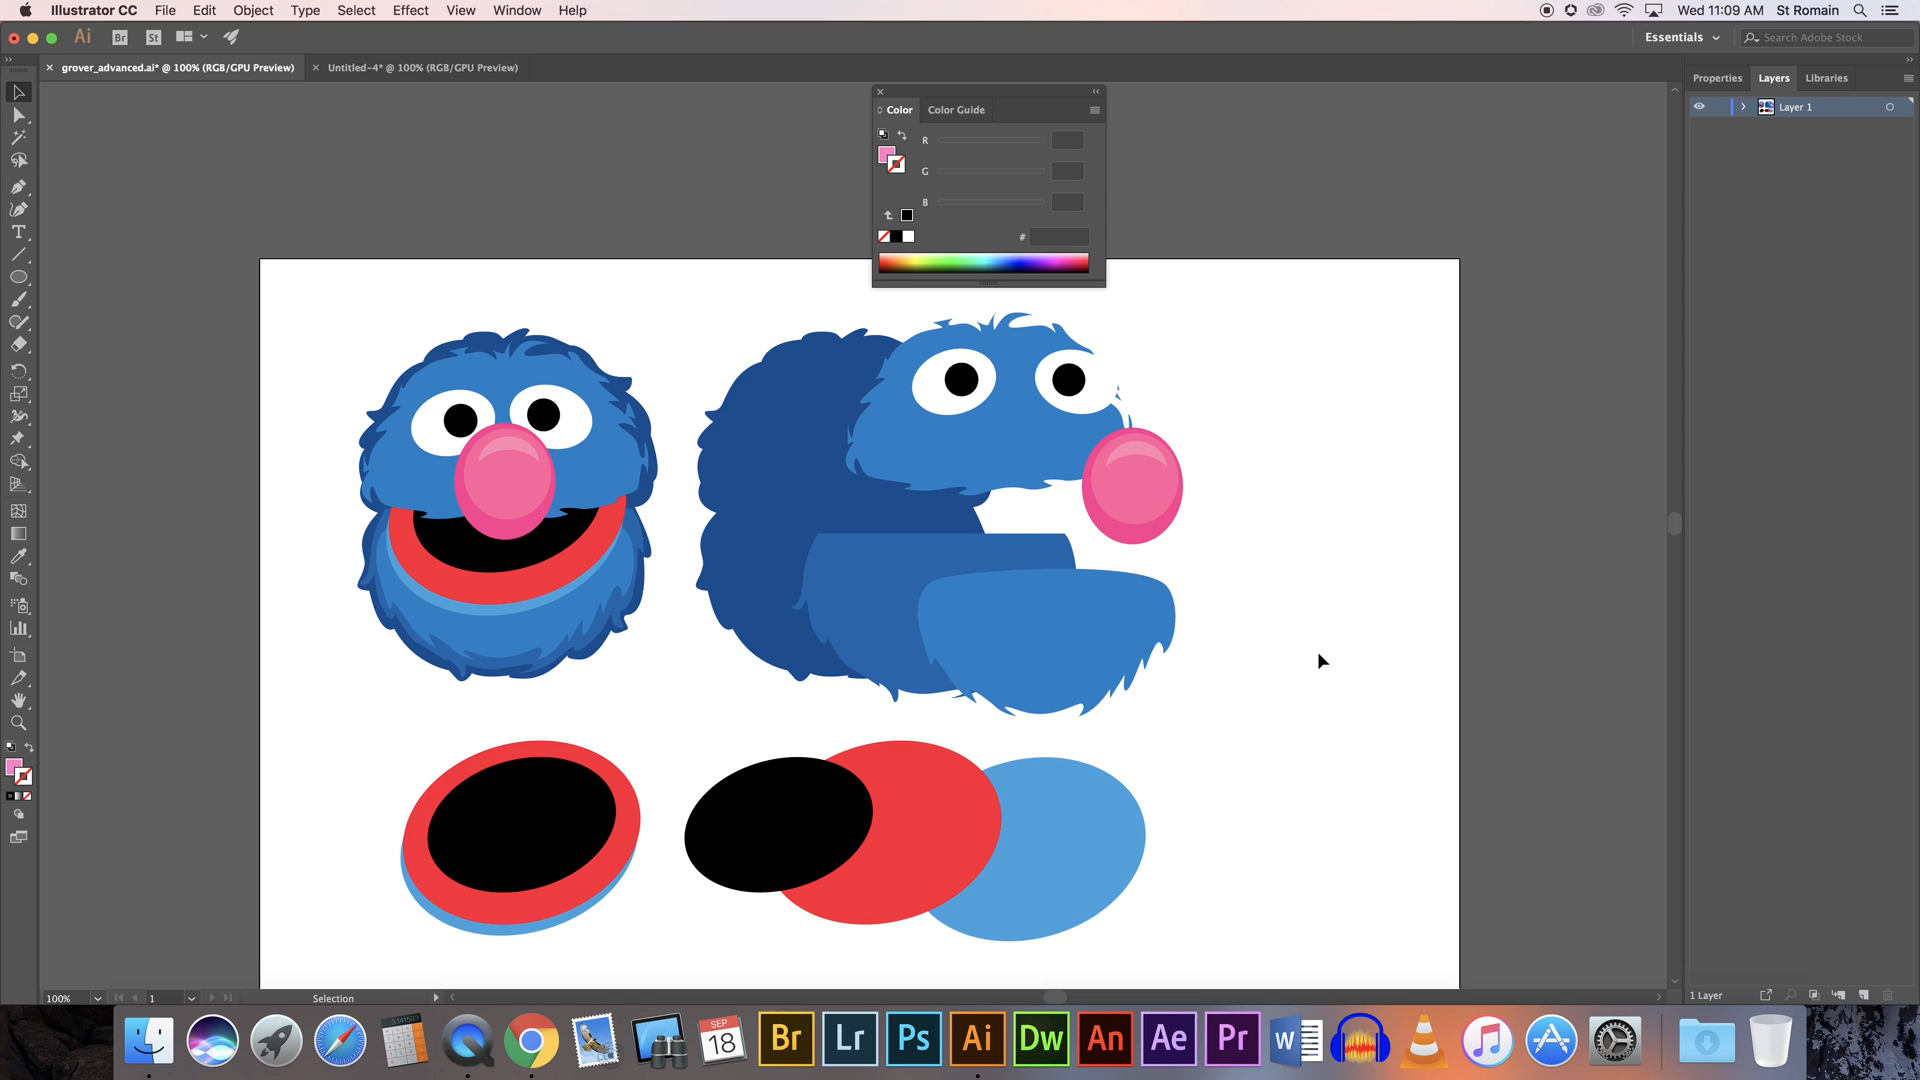 Illustrator CC File Edit Object Type Select Effect View Window Help Wed 11:09 AM St Romain
Ai Br St Essentials Search Adobe Stock
grover_advanced.ai* @ 100% (RGB/GPU Preview) Untitled-4* @ 100% (RGB/GPU Preview)
Properties Layers Libraries
Layer 1
Color Color Guide
R
G
B
#
100% 1 Selection
1 Layer
SEP
18
Br Lr Ps Ai Dw An Ae Pr W